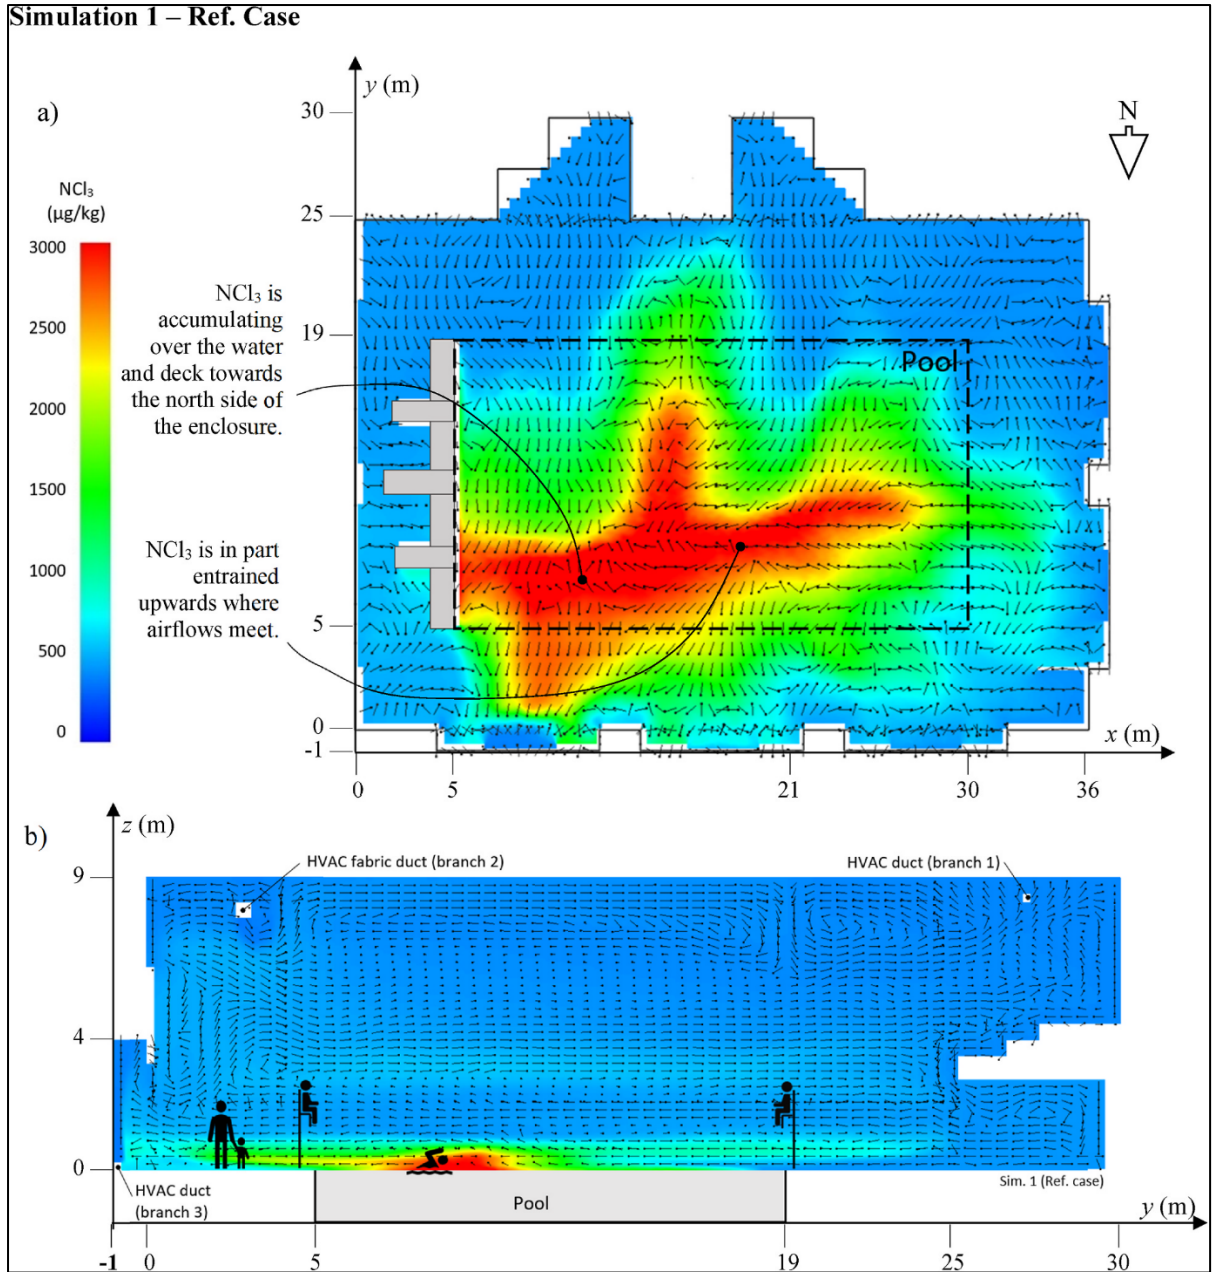 Simulation 1 – Ref. Case
a)
y (m)
N
30
25
19
5
0
-1
NCl₃
(µg/kg)
3000
2500
2000
1500
1000
500
0
NCl₃ is
accumulating
over the water
and deck towards
the north side of
the enclosure.
NCl₃ is in part
entrained
upwards where
airflows meet.
Pool
x (m)
0 5 21 30 36
b)
z (m)
HVAC fabric duct (branch 2)
HVAC duct (branch 1)
9
4
0
HVAC duct
(branch 3)
Pool
Sim. 1 (Ref. case)
y (m)
-1 0 5 19 25 30